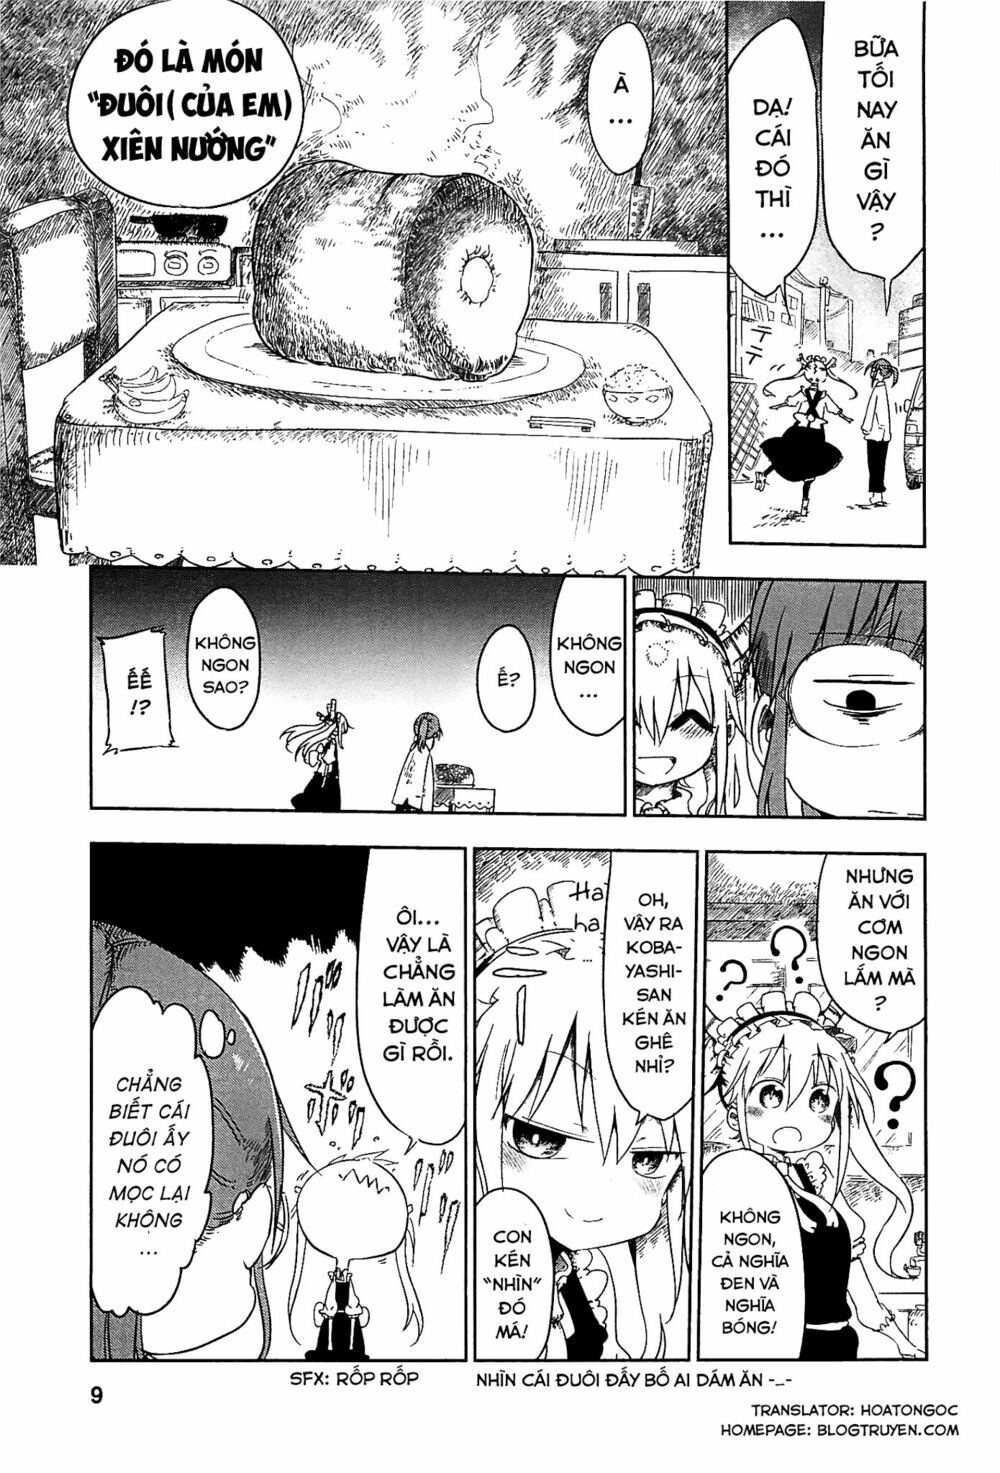 BỮA
TỐI
NAY
ĂN
GÌ
VẬY
?
DẠ!
CÁI
ĐÓ
THÌ
...
À
...
ĐÓ LÀ MÓN
"ĐUÔI( CỦA EM)
XIÊN NƯỚNG"
KHÔNG
NGON
...
Ế?
KHÔNG
NGON
SAO?
ẾẾ
!?
NHƯNG
ĂN VỚI
CƠM
NGON
LẮM MÀ
?
?
?
?
KHÔNG
NGON,
CẢ NGHĨA
ĐEN VÀ
NGHĨA
BÓNG!
OH,
VẬY RA
KOBA-
YASHI-
SAN
KÉN ĂN
GHÊ
NHỈ?
CON
KÉN
"NHÌN"
ĐÓ
MÁ!
ÔI...
VẬY LÀ
CHẲNG
LÀM ĂN
ĐƯỢC
GÌ RỒI.
CHẲNG
BIẾT CÁI
ĐUÔI ẤY
NÓ CÓ
MỌC LẠI
KHÔNG
...
SFX: RỐP RỐP
NHÌN CÁI ĐUÔI ĐẤY BỐ AI DÁM ĂN -_-
9
TRANSLATOR: HOATONGOC
HOMEPAGE: BLOGTRUYEN.COM